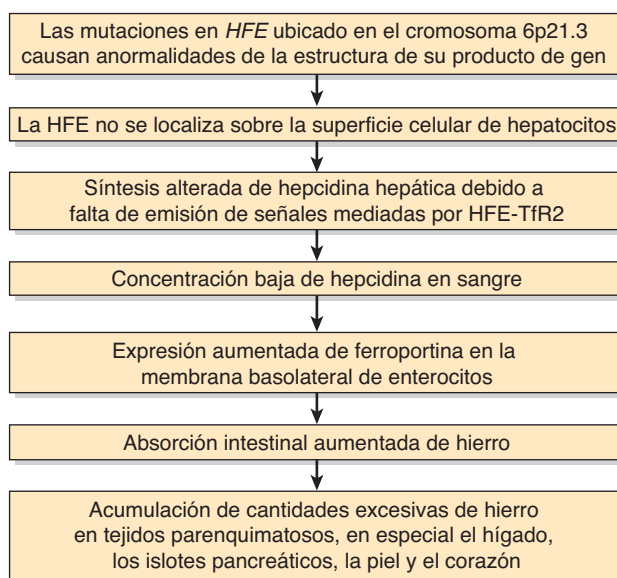 Las mutaciones en HFE ubicado en el cromosoma 6p21.3
causan anormalidades de la estructura de su producto de gen
La HFE no se localiza sobre la superficie celular de hepatocitos
Síntesis alterada de hepcidina hepática debido a
falta de emisión de señales mediadas por HFE-TfR2
Concentración baja de hepcidina en sangre
Expresión aumentada de ferroportina en la
membrana basolateral de enterocitos
Absorción intestinal aumentada de hierro
Acumulación de cantidades excesivas de hierro
en tejidos parenquimatosos, en especial el hígado,
los islotes pancreáticos, la piel y el corazón